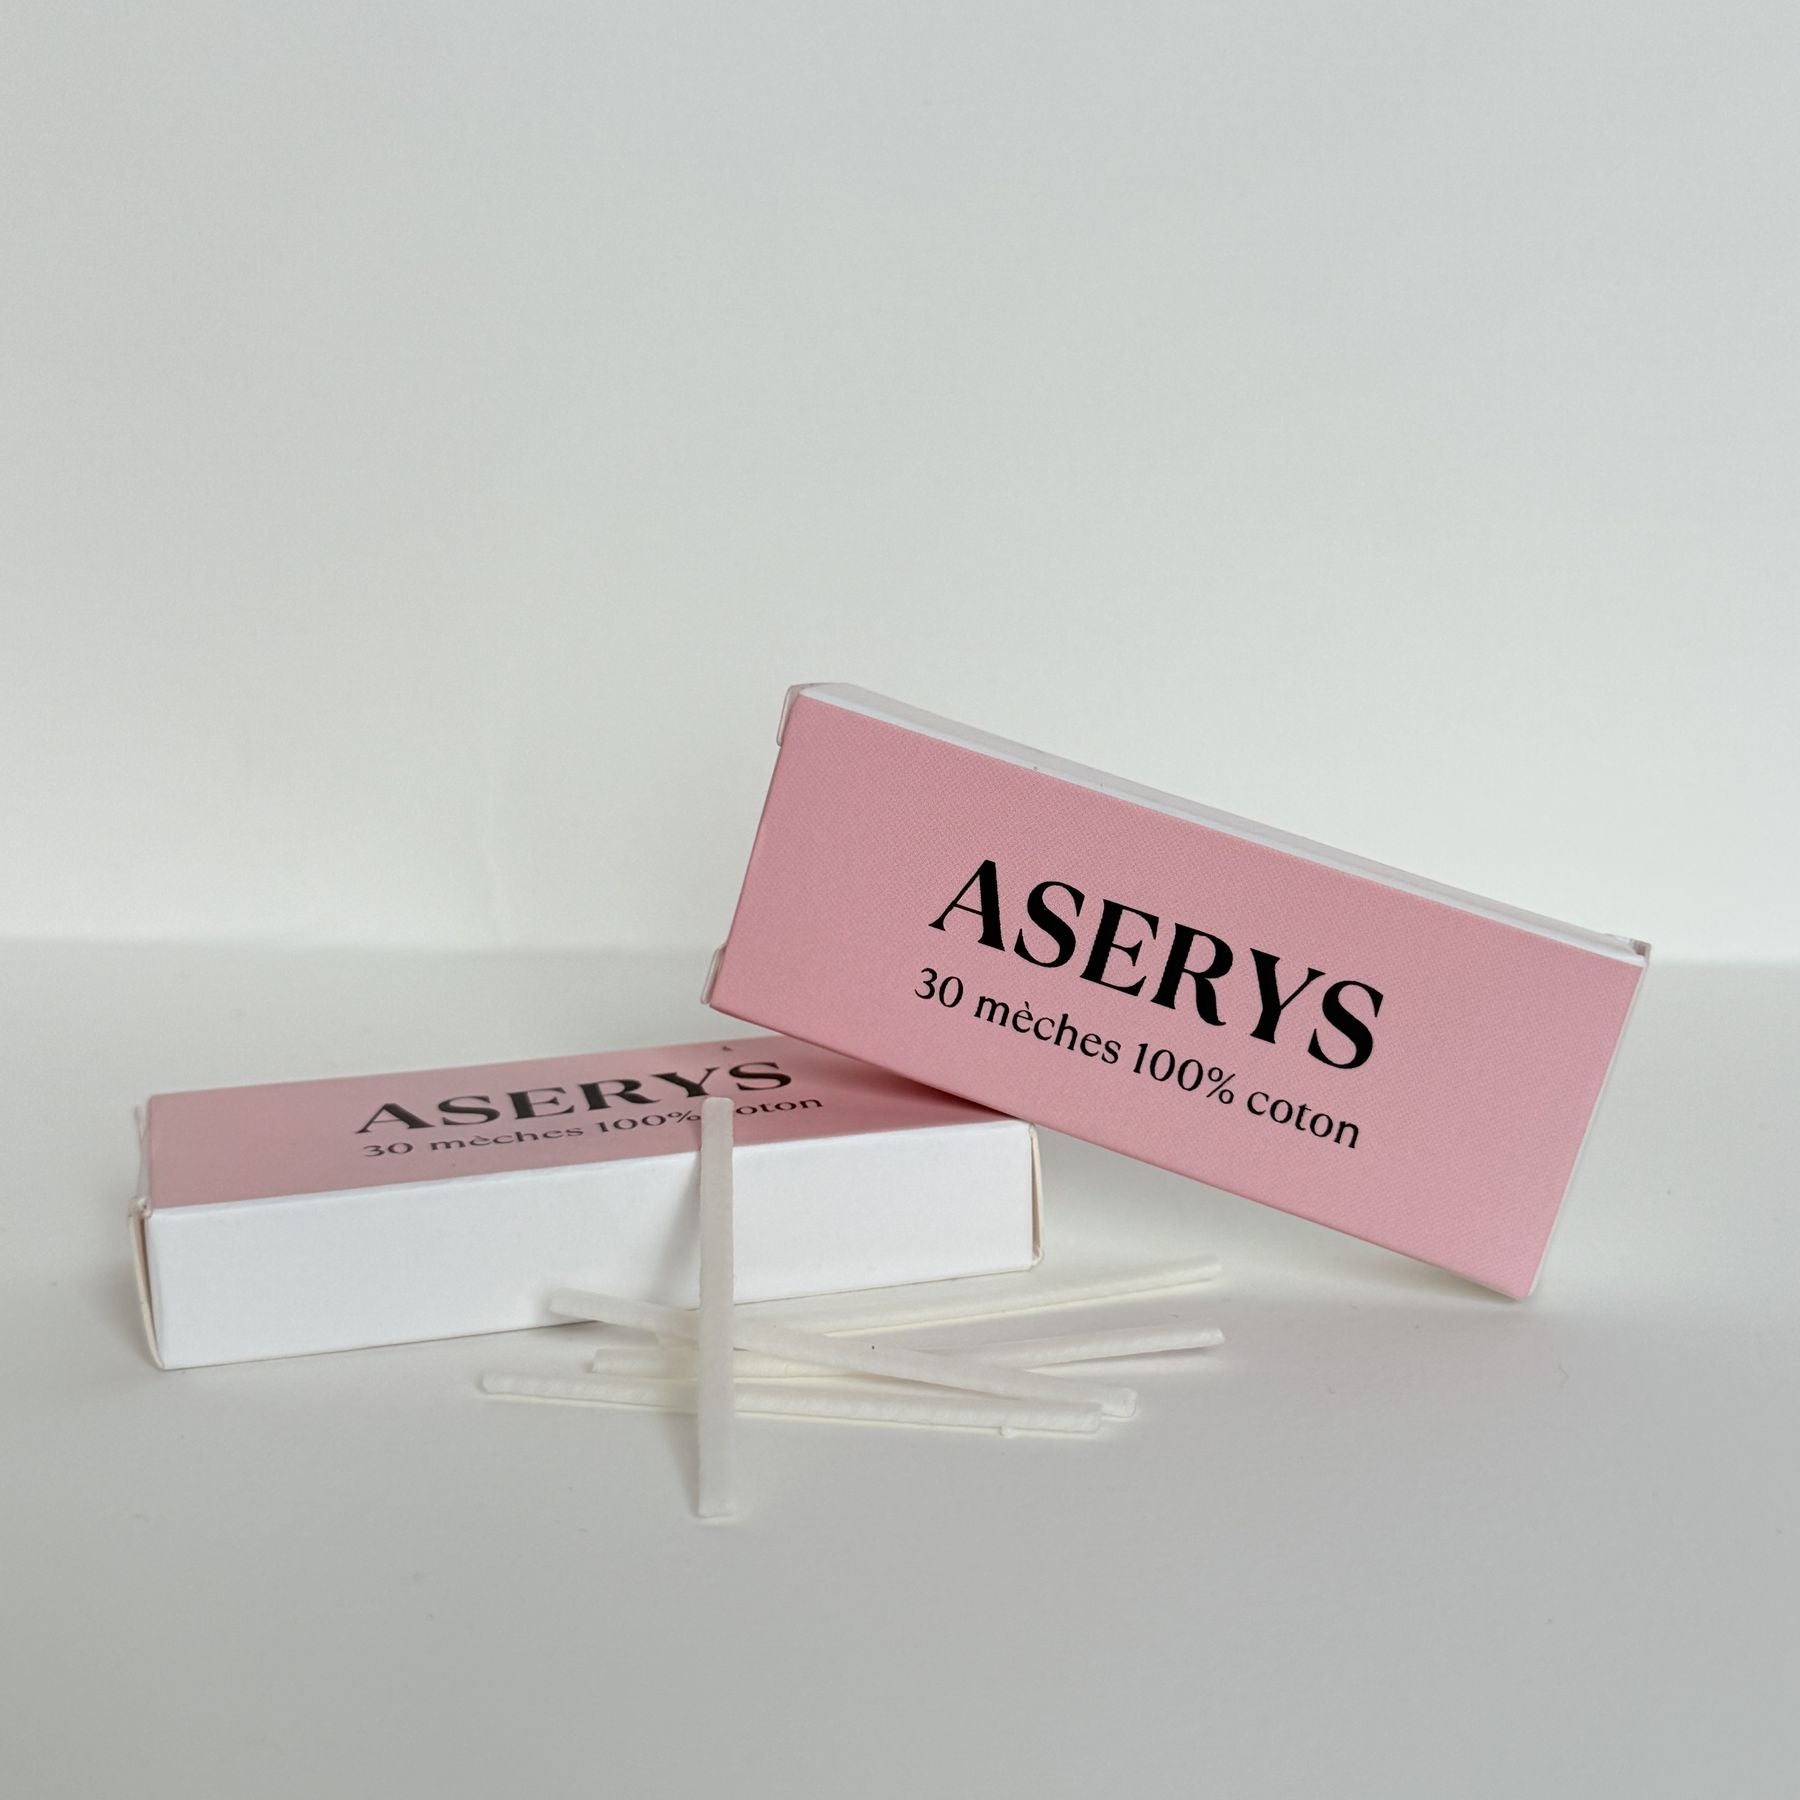 ASERYS
30 mèches 100% coton
ASERYS
30 mèches 100% coton